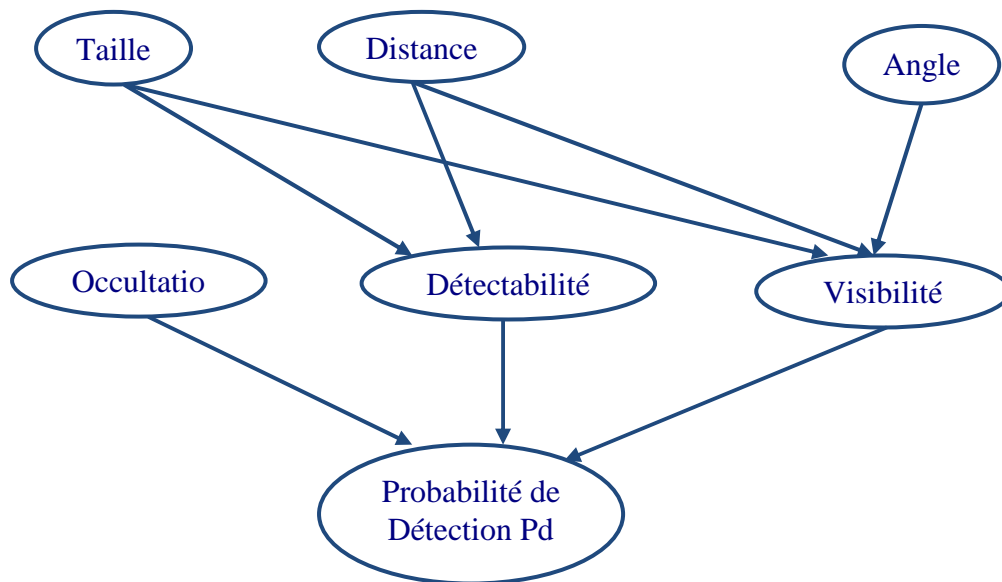 Taille
Distance
Angle
Occultatio
Détectabilité
Visibilité
Probabilité de
Détection Pd